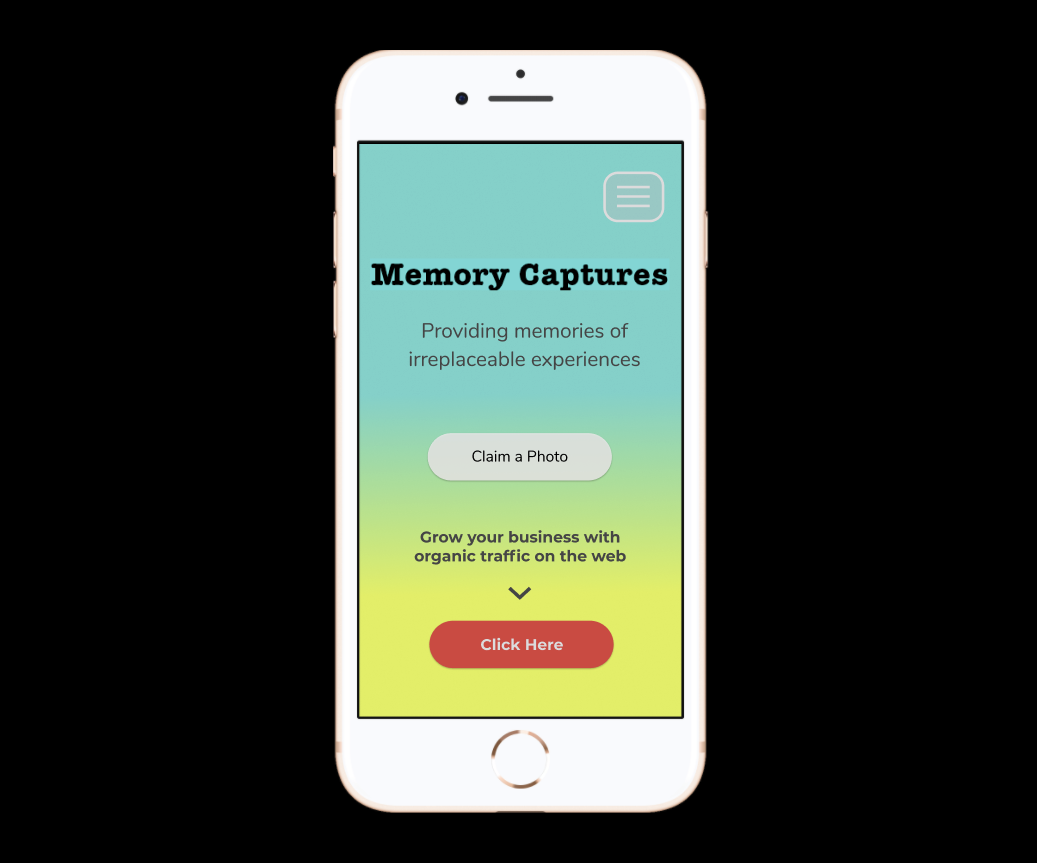 Memory Captures
Providing memories of
irreplaceable experiences
Claim a Photo
Grow your business with
organic traffic on the web
Click Here